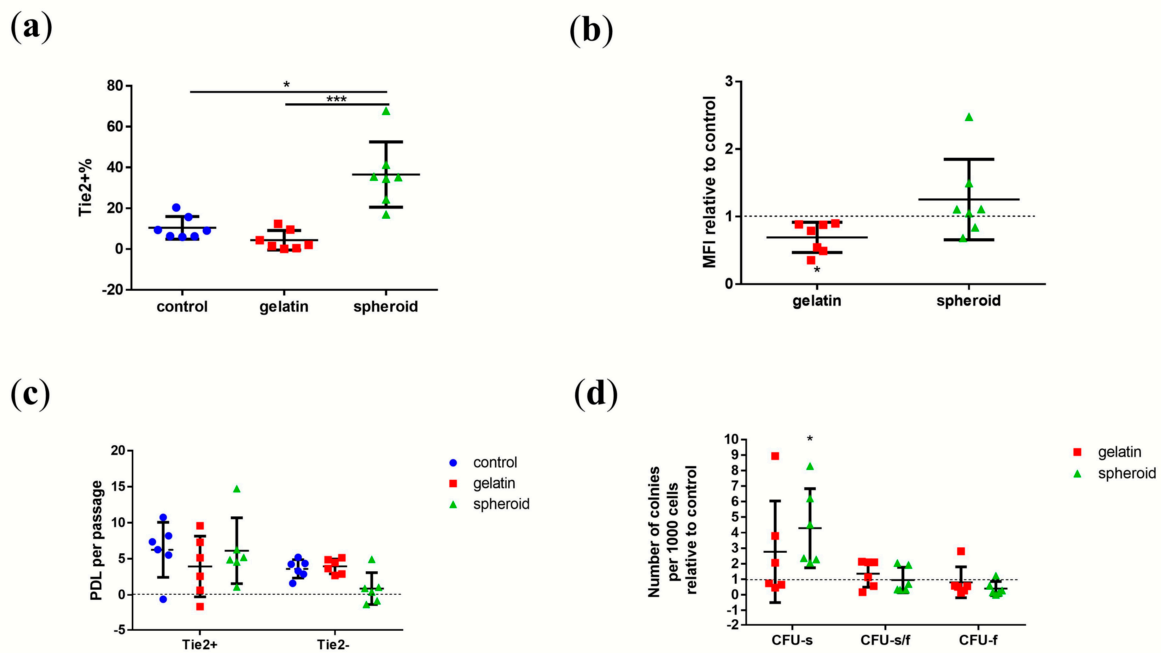 (a)
Tie2+%
80
60
40
20
0
-20
*
***
control
gelatin
spheroid
(b)
MFI relative to control
3
2
1
0
*
gelatin
spheroid
(c)
PDL per passage
20
15
10
5
0
-5
Tie2+
Tie2-
control
gelatin
spheroid
(d)
Number of colnies
per 1000 cells
relative to control
10
9
8
7
6
5
4
3
2
1
0
-1
-2
*
CFU-s
CFU-s/f
CFU-f
gelatin
spheroid